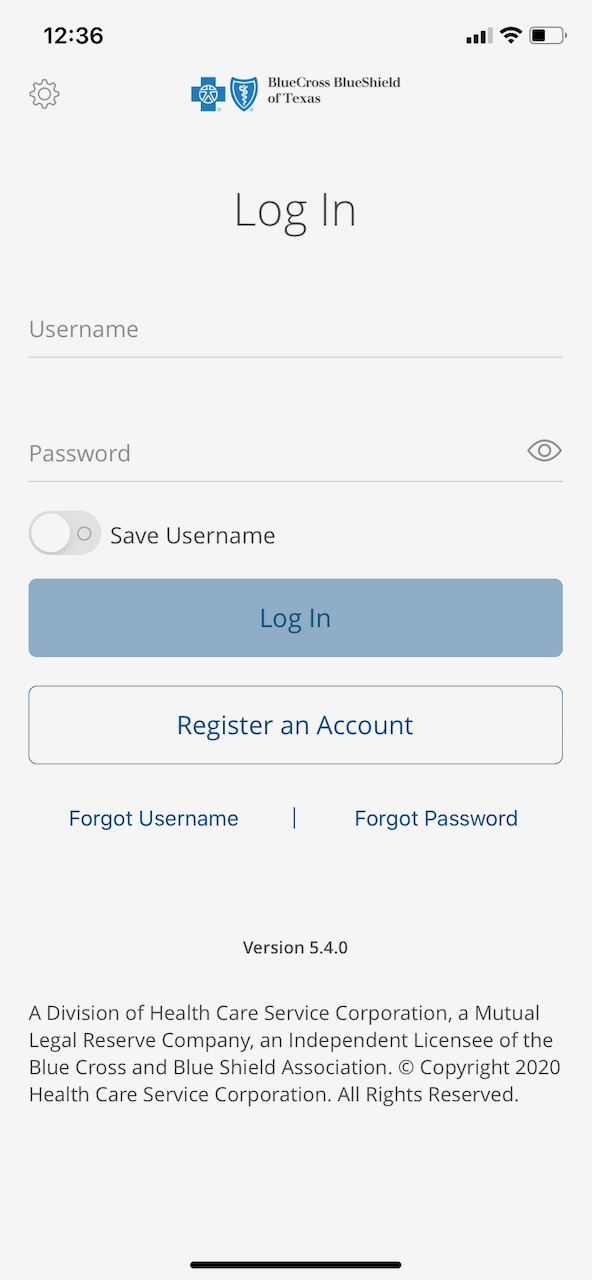 12:36
BlueCross BlueShield
of Texas
Log In
Username
Password
Save Username
Log In
Register an Account
Forgot Username | Forgot Password
Version 5.4.0
A Division of Health Care Service Corporation, a Mutual
Legal Reserve Company, an Independent Licensee of the
Blue Cross and Blue Shield Association. © Copyright 2020
Health Care Service Corporation. All Rights Reserved.